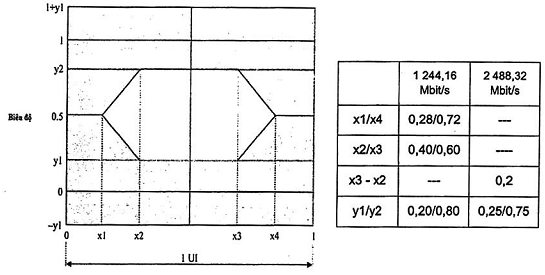 1+y1
1
y2
Biên độ
0.5
y1
0
−y1
0 x1 x2 x3 x4 1
1 UI
1 244,16 Mbit/s
2 488,32 Mbit/s
x1/x4 0,28/0,72 ---
x2/x3 0,40/0,60 ----
x3 - x2 --- 0,2
y1/y2 0,20/0,80 0,25/0,75